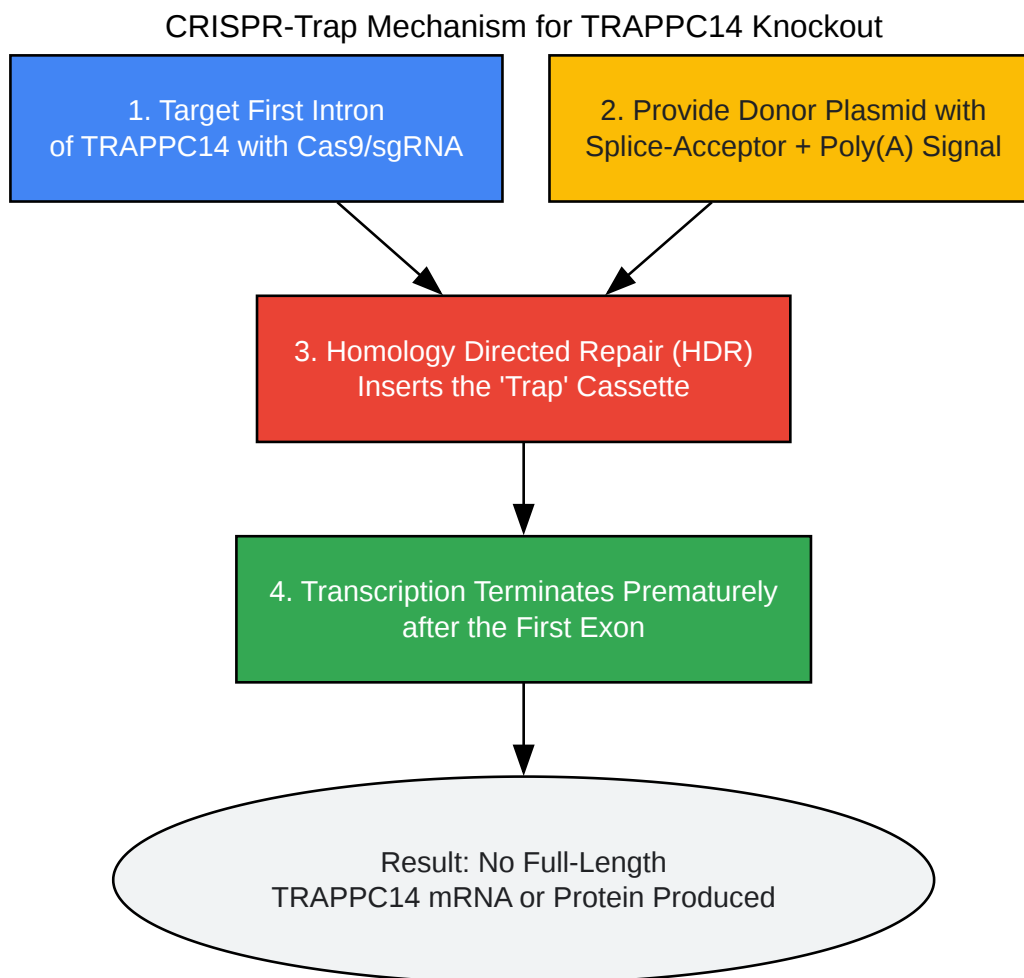 CRISPR-Trap Mechanism for TRAPPC14 Knockout
1. Target First Intron
of TRAPPC14 with Cas9/sgRNA
2. Provide Donor Plasmid with
Splice-Acceptor + Poly(A) Signal
3. Homology Directed Repair (HDR)
Inserts the 'Trap' Cassette
4. Transcription Terminates Prematurely
after the First Exon
Result: No Full-Length
TRAPPC14 mRNA or Protein Produced